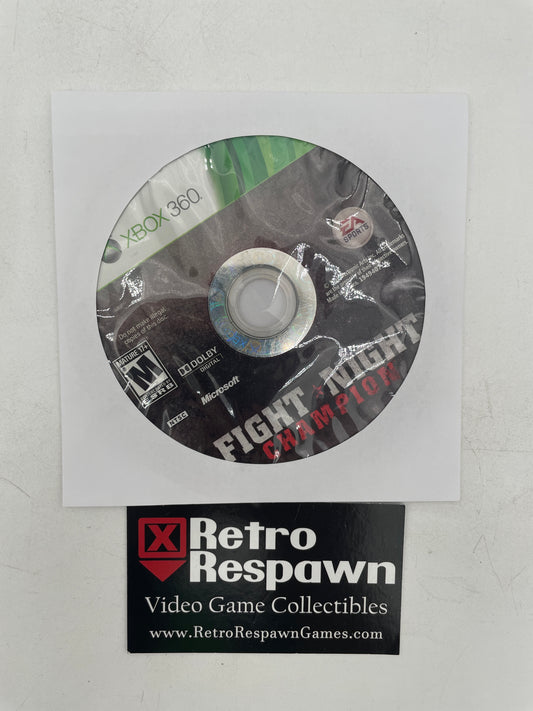 XBOX 360
EA
SPORTS
Do not make illegal
copies of this disc.
MATURE 17+
M
ESRB
DOLBY
DIGITAL
NTSC
Microsoft
FIGHT NIGHT
CHAMPION
Retro
Respawn
Video Game Collectibles
www.RetroRespawnGames.com